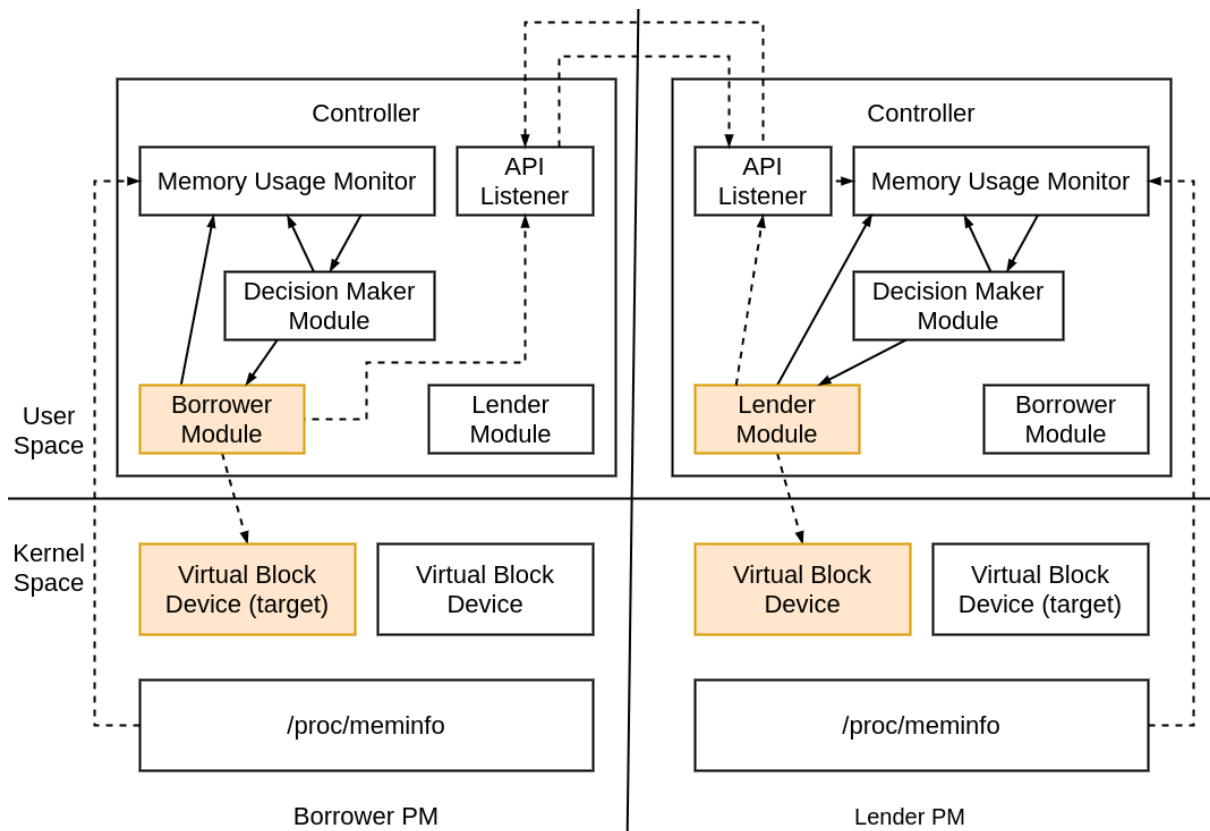 Controller
Memory Usage Monitor
API
Listener
Decision Maker
Module
Borrower
Module
Lender
Module
User
Space
Kernel
Space
Virtual Block
Device (target)
Virtual Block
Device
/proc/meminfo
Borrower PM
Controller
API
Listener
Memory Usage Monitor
Decision Maker
Module
Lender
Module
Borrower
Module
Virtual Block
Device
Virtual Block
Device (target)
/proc/meminfo
Lender PM